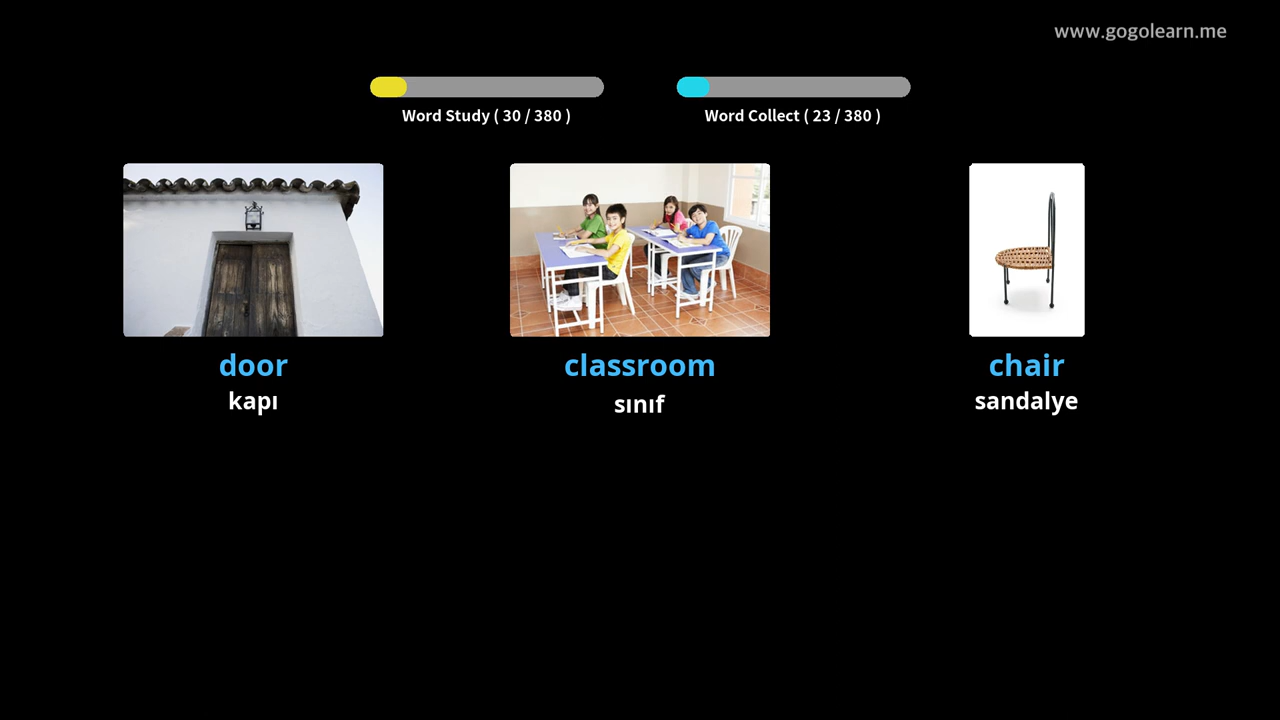 www.gogolearn.me
Word Study ( 30 / 380 )
Word Collect ( 23 / 380 )
door
kapı
classroom
sınıf
chair
sandalye